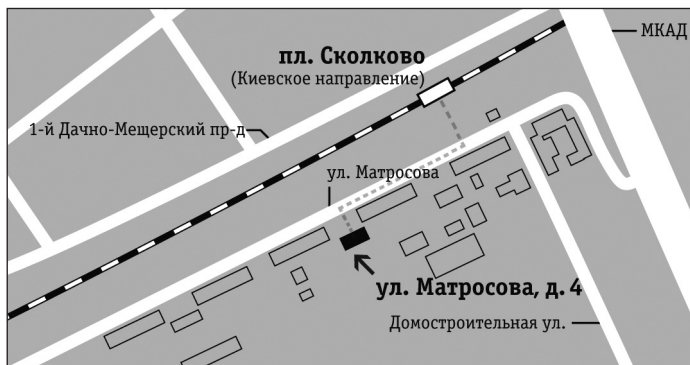 МКАД
пл. Сколково
(Киевское направление)
1-й Дачно-Мещерский пр-д
ул. Матросова
ул. Матросова, д. 4
Домостроительная ул.